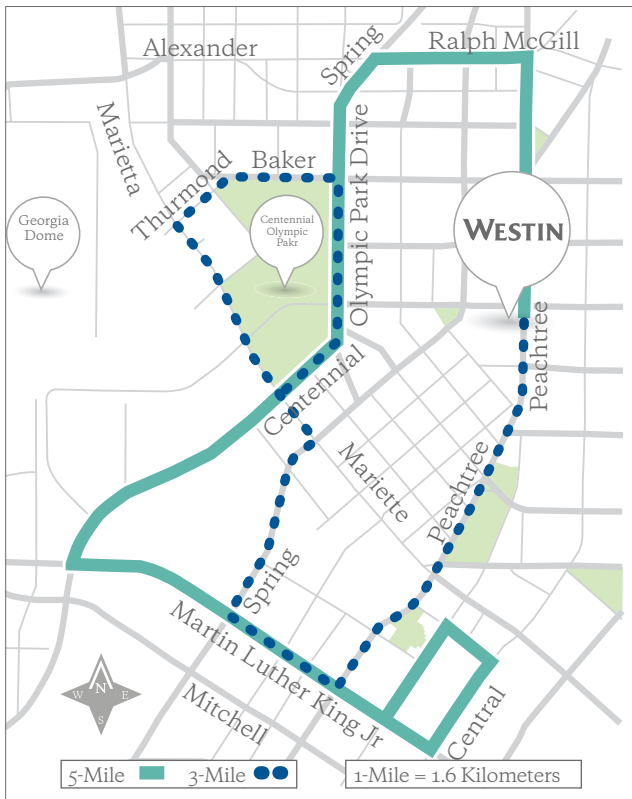 Alexander
Spring
Ralph McGill
Marietta
Baker
Thurmond
Olympic Park Drive
Georgia
Dome
Centennial
Olympic
Pakr
WESTIN
Peachtree
Centennial
Mariette
Peachtree
Spring
Martin Luther King Jr
Mitchell
Central
N
W
E
S
5-Mile
3-Mile
1-Mile = 1.6 Kilometers